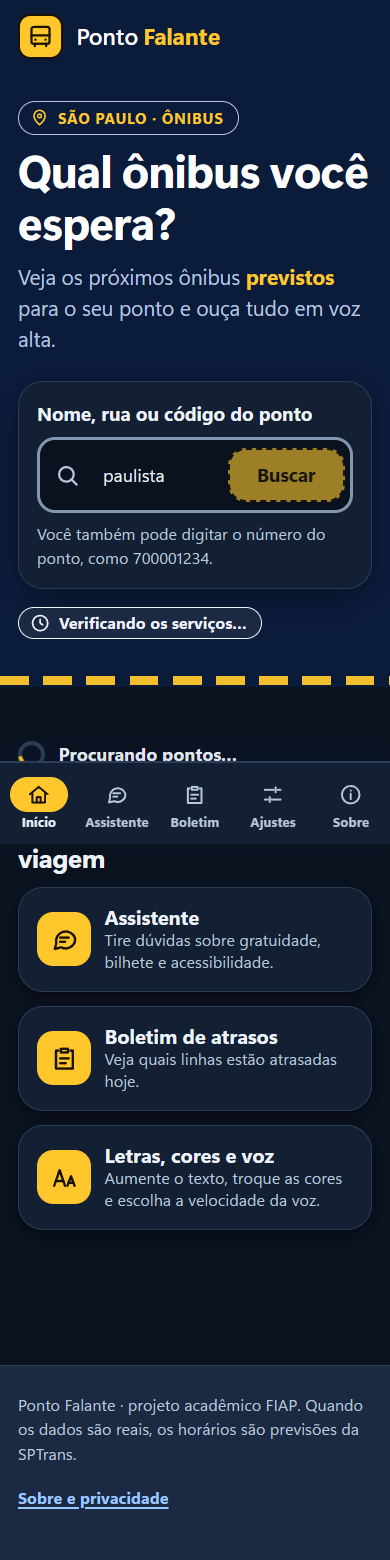 Ponto Falante
SÃO PAULO · ÔNIBUS
Qual ônibus você
espera?
Veja os próximos ônibus previstos
para o seu ponto e ouça tudo em voz
alta.
Nome, rua ou código do ponto
paulista
Buscar
Você também pode digitar o número do
ponto, como 700001234.
Verificando os serviços...
Procurando pontos...
Início
Assistente
Boletim
Ajustes
Sobre
viagem
Assistente
Tire dúvidas sobre gratuidade,
bilhete e acessibilidade.
Boletim de atrasos
Veja quais linhas estão atrasadas
hoje.
Letras, cores e voz
Aumente o texto, troque as cores
e escolha a velocidade da voz.
Ponto Falante · projeto acadêmico FIAP. Quando
os dados são reais, os horários são previsões da
SPTrans.
Sobre e privacidade